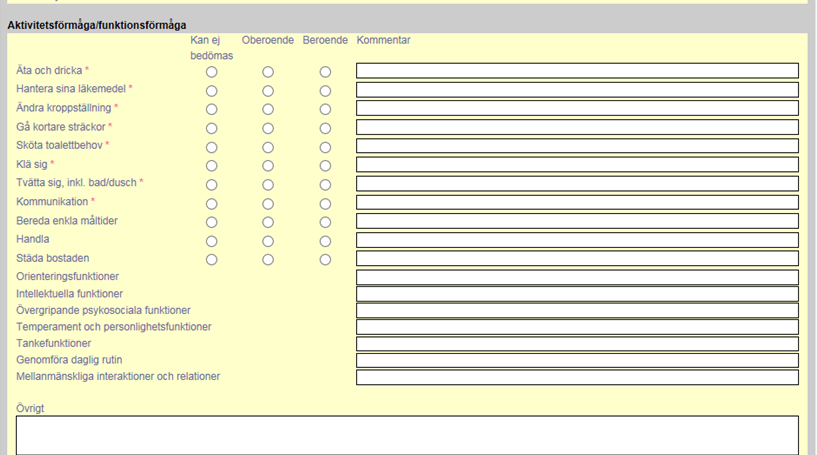 Aktivitetsförmåga/funktionsförmåga
Kan ej bedömas Oberoende Beroende Kommentar
Äta och dricka *
Hantera sina läkemedel *
Ändra kroppställning *
Gå kortare sträckor *
Sköta toalettbehov *
Klä sig *
Tvätta sig, inkl. bad/dusch *
Kommunikation *
Bereda enkla måltider
Handla
Städa bostaden
Orienteringsfunktioner
Intellektuella funktioner
Övergripande psykosociala funktioner
Temperament och personlighetsfunktioner
Tankefunktioner
Genomföra daglig rutin
Mellanmänskliga interaktioner och relationer
Övrigt